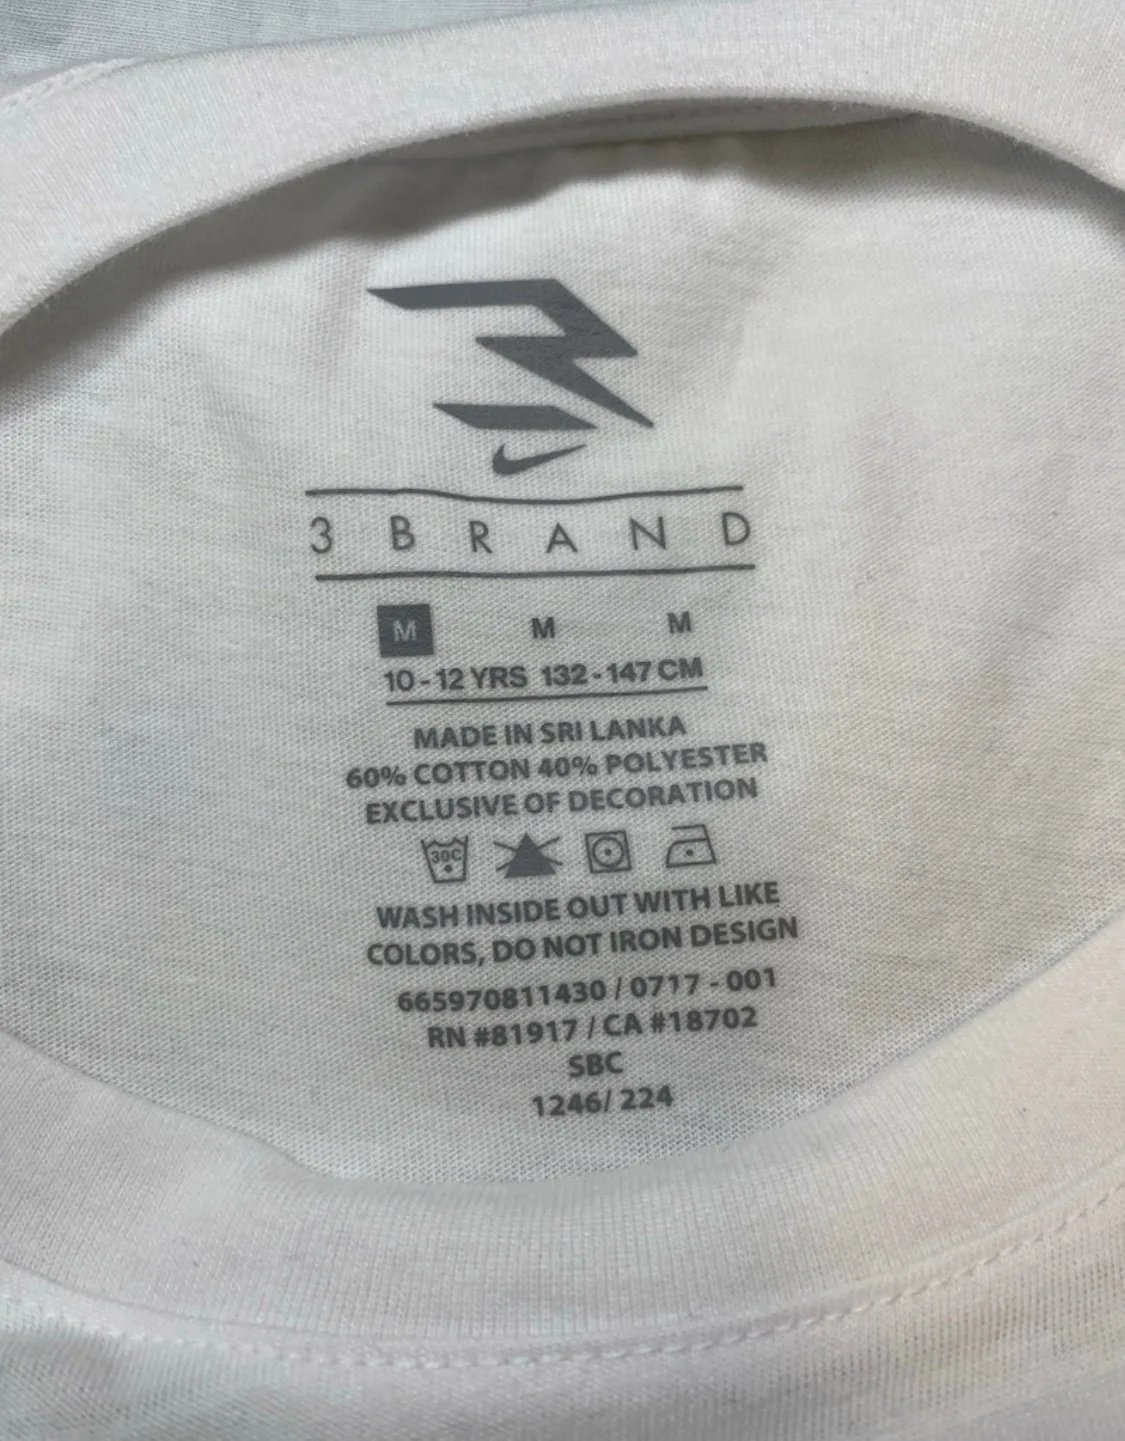 3 BRAND
M M M
10-12 YRS 132-147 CM
MADE IN SRI LANKA
60% COTTON 40% POLYESTER
EXCLUSIVE OF DECORATION
30C
WASH INSIDE OUT WITH LIKE
COLORS, DO NOT IRON DESIGN
665970811430 / 0717 - 001
RN #81917 / CA #18702
SBC
1246/ 224